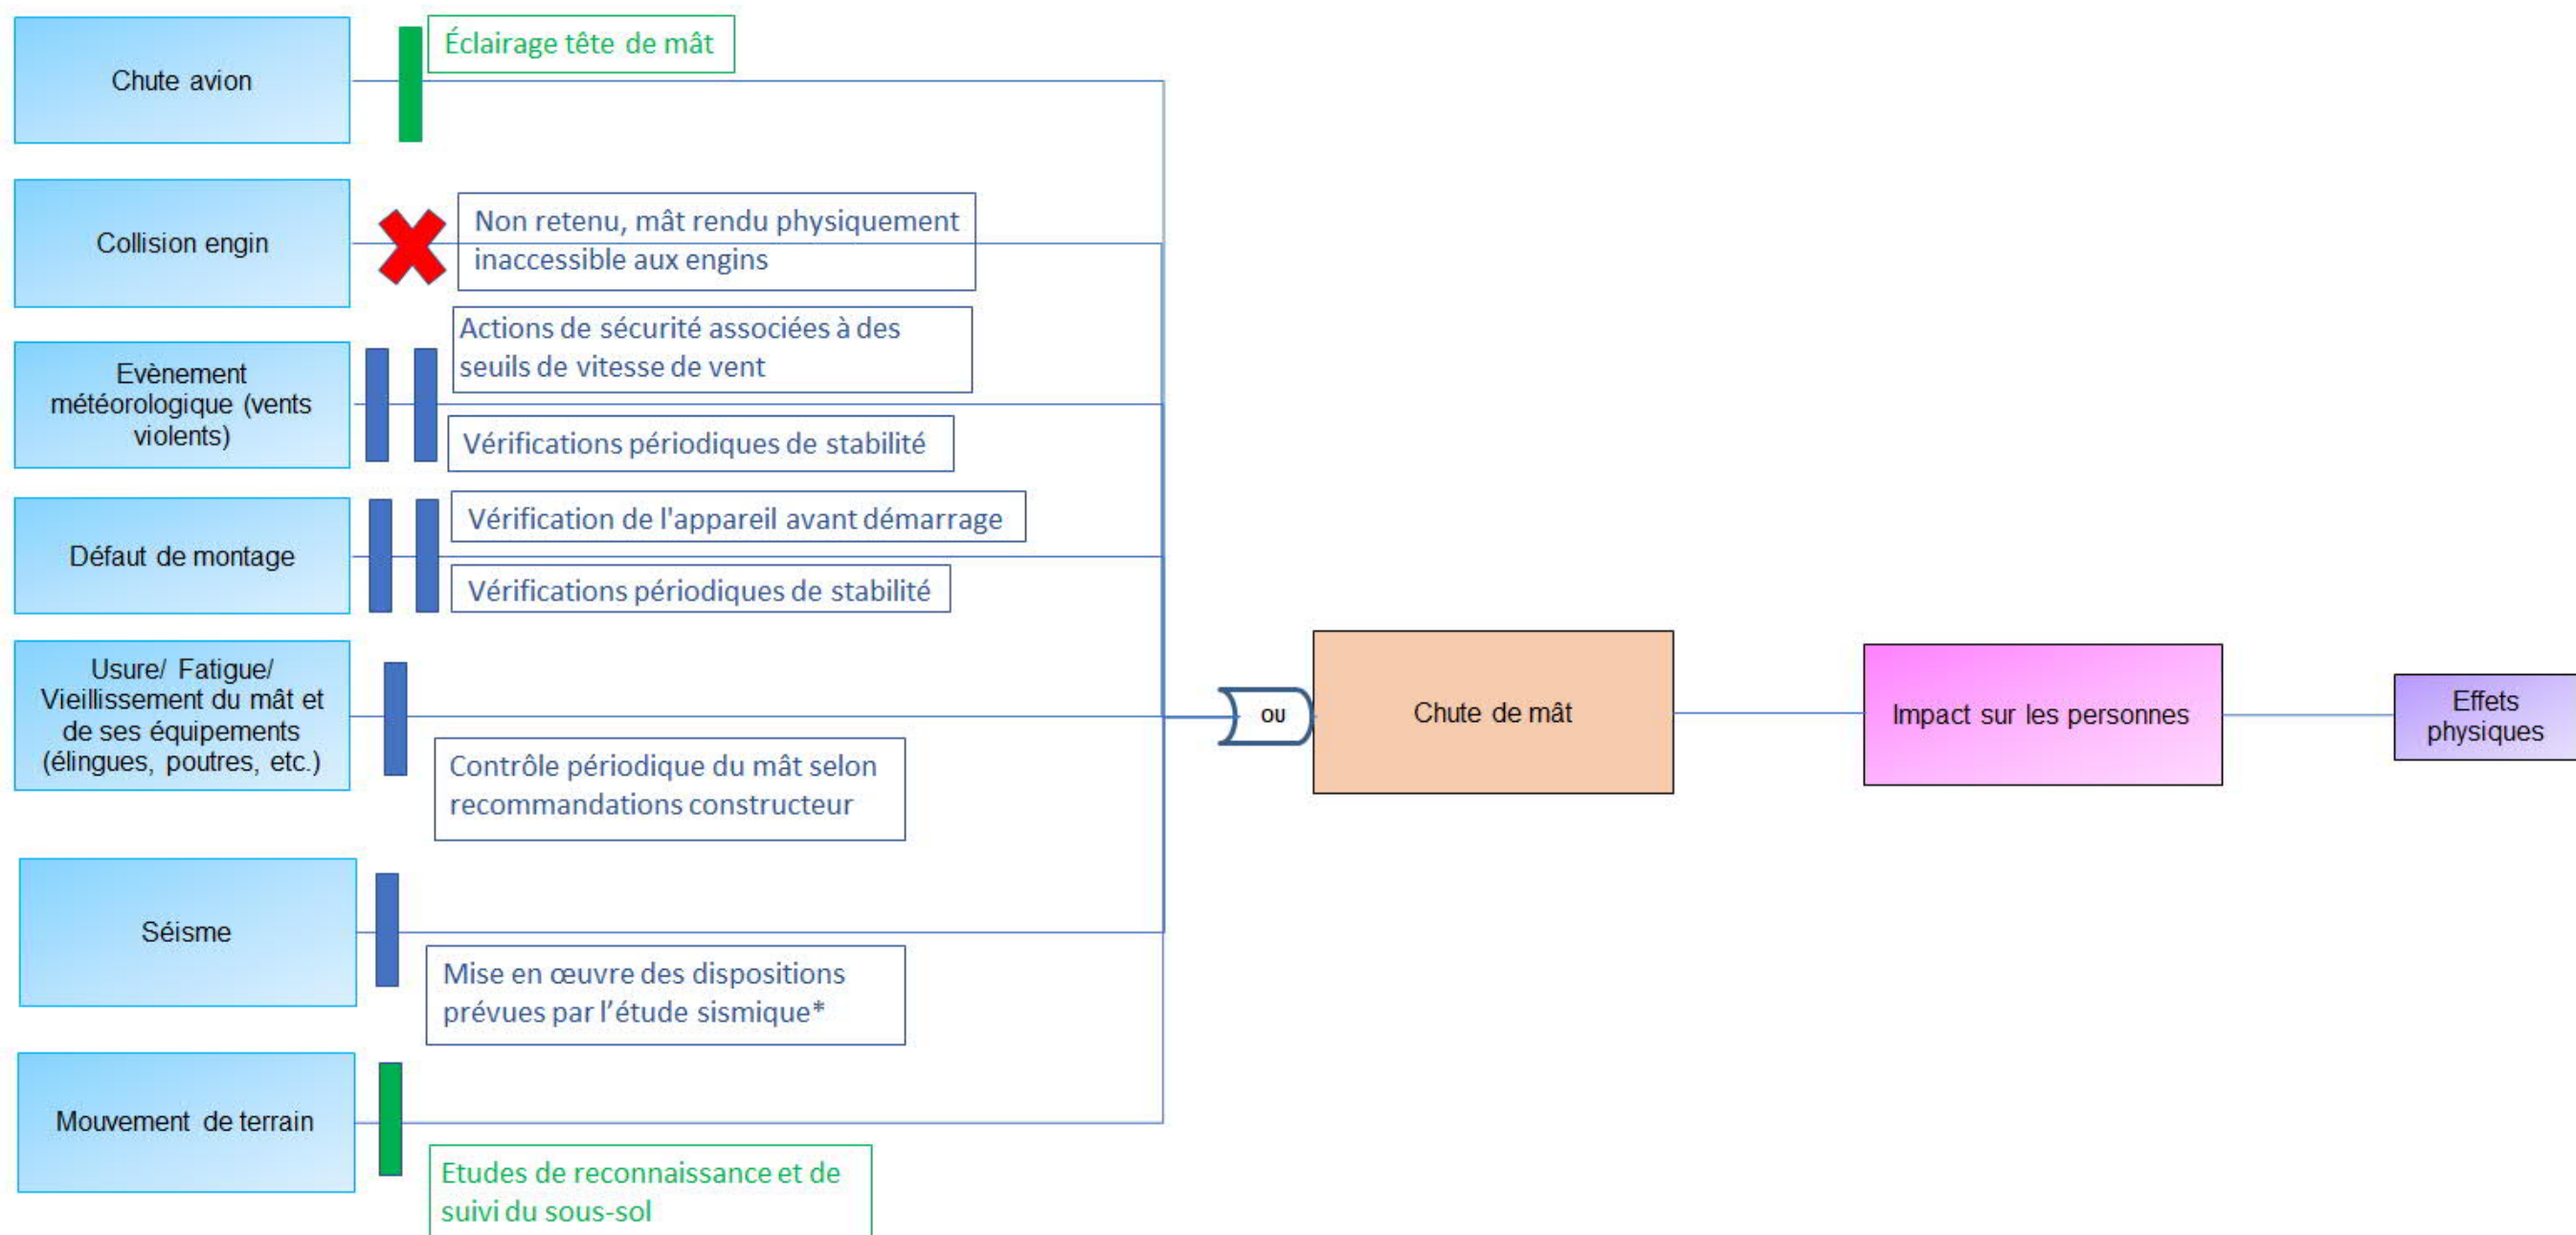 Chute avion
Éclairage tête de mât
Collision engin
Non retenu, mât rendu physiquement
inaccessible aux engins
Evènement
météorologique (vents
violents)
Actions de sécurité associées à des
seuils de vitesse de vent
Vérifications périodiques de stabilité
Défaut de montage
Vérification de l'appareil avant démarrage
Vérifications périodiques de stabilité
Usure/ Fatigue/
Vieillissement du mât et
de ses équipements
(élingues, poutres, etc.)
Contrôle périodique du mât selon
recommandations constructeur
Séisme
Mise en œuvre des dispositions
prévues par l’étude sismique*
Mouvement de terrain
Etudes de reconnaissance et de
suivi du sous-sol
OU
Chute de mât
Impact sur les personnes
Effets
physiques